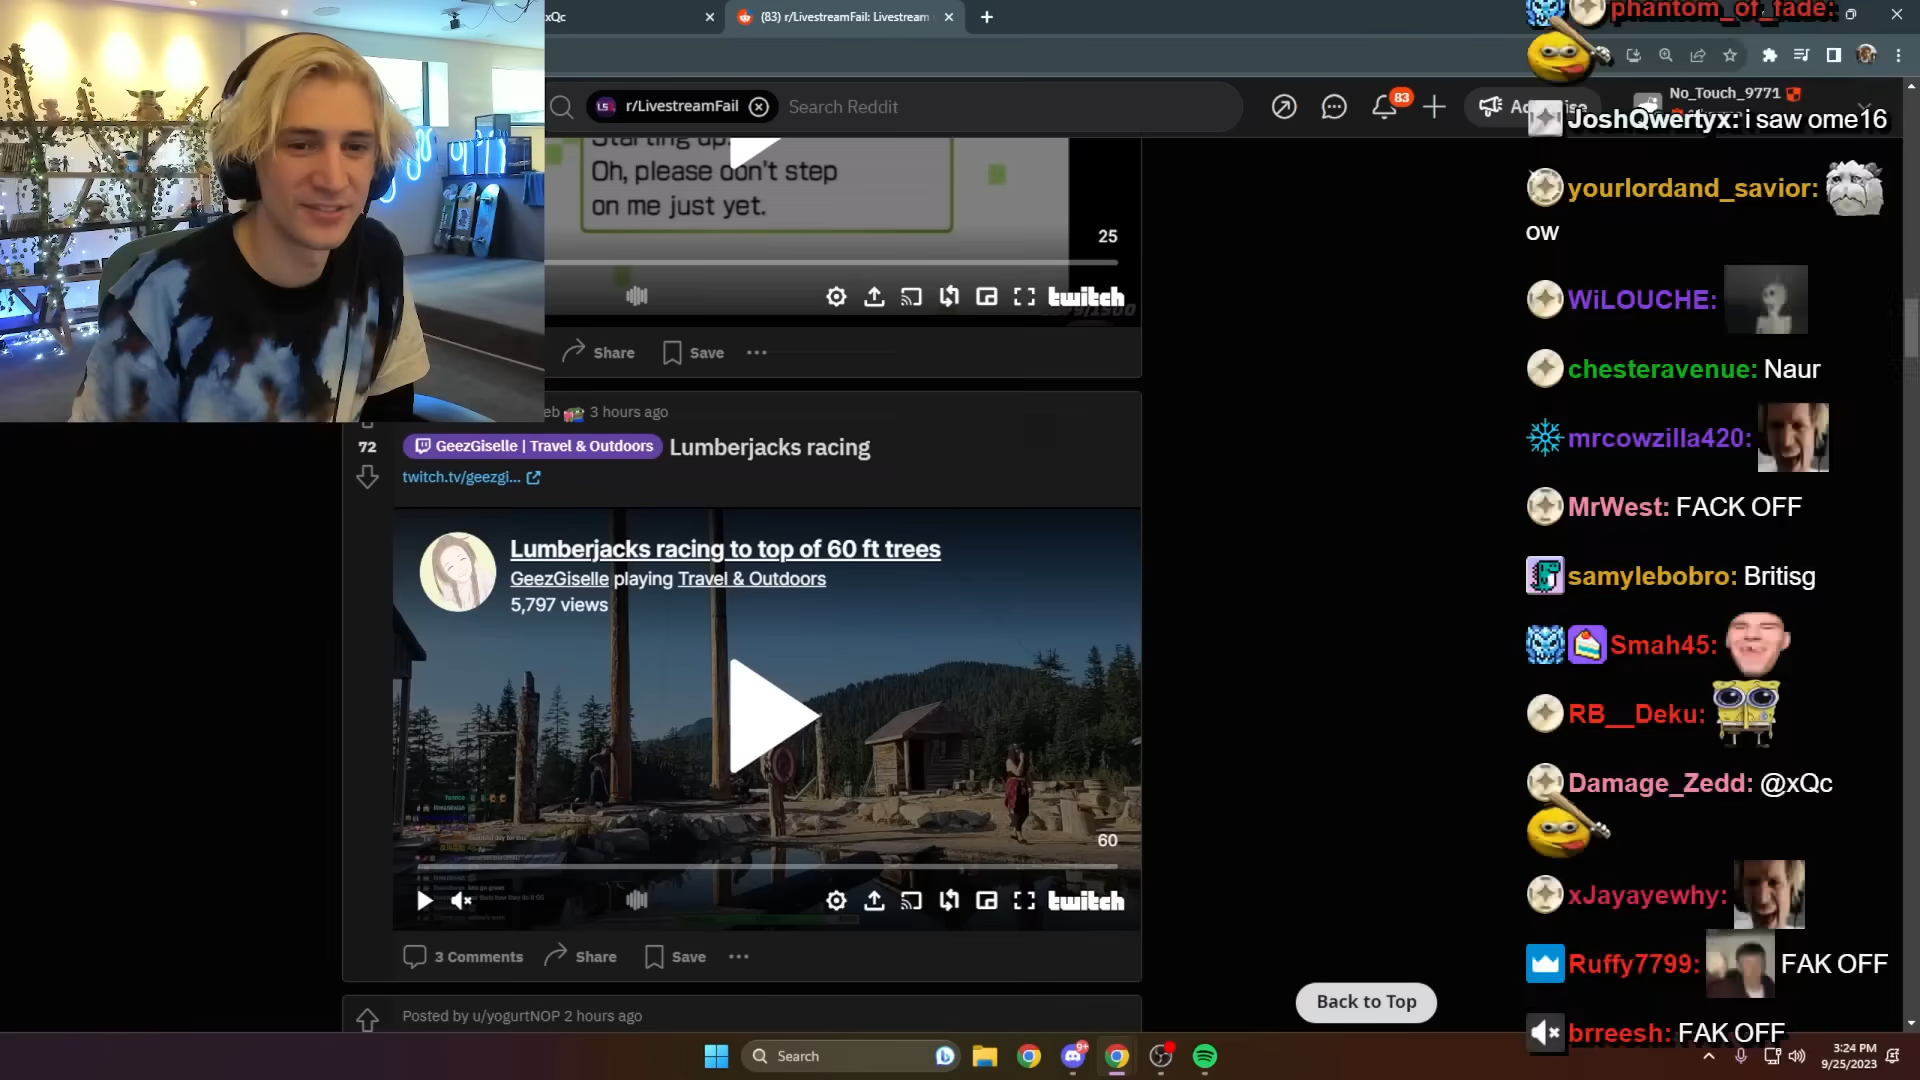 xQc
(83) r/LivestreamFail: Livestream
r/LivestreamFail
Search Reddit
83
No_Touch_9771
Oh, please don't step
on me just yet.
25
twitch
Share
Save
3 hours ago
72
GeezGiselle | Travel & Outdoors
Lumberjacks racing
twitch.tv/geezgi...
Lumberjacks racing to top of 60 ft trees
GeezGiselle playing Travel & Outdoors
5,797 views
60
twitch
3 Comments
Share
Save
Posted by u/yogurtNOP 2 hours ago
Back to Top
phantom_of_fade:
JoshQwertyx: i saw ome16
yourlordand_savior:
ow
WiLOUCHE:
chesteravenue: Naur
mrcowzilla420:
MrWest: FACK OFF
samylebobro: Britisg
Smah45:
RB__Deku:
Damage_Zedd: @xQc
xJayayewhy:
Ruffy7799: FAK OFF
brreesh: FAK OFF
Search
9+
3:24 PM
9/25/2023